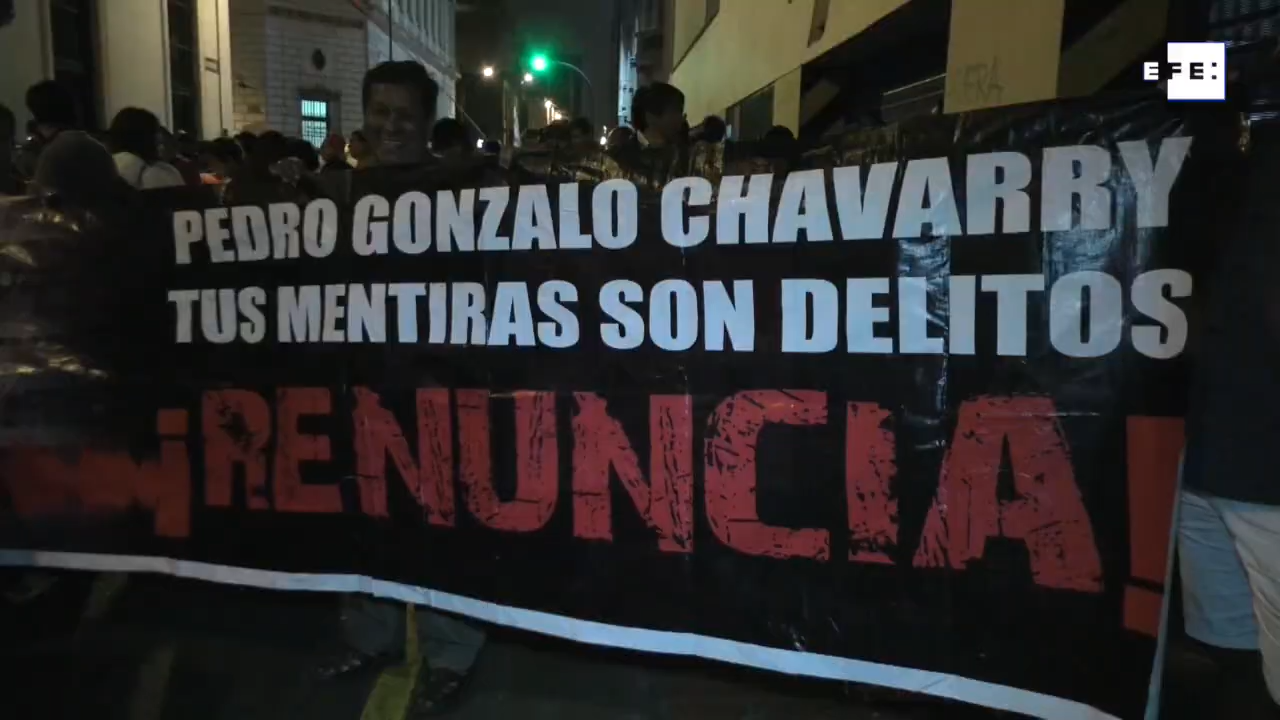 EFE:
PEDRO GONZALO CHAVARRY
TUS MENTIRAS SON DELITOS
¡RENUNCIA!